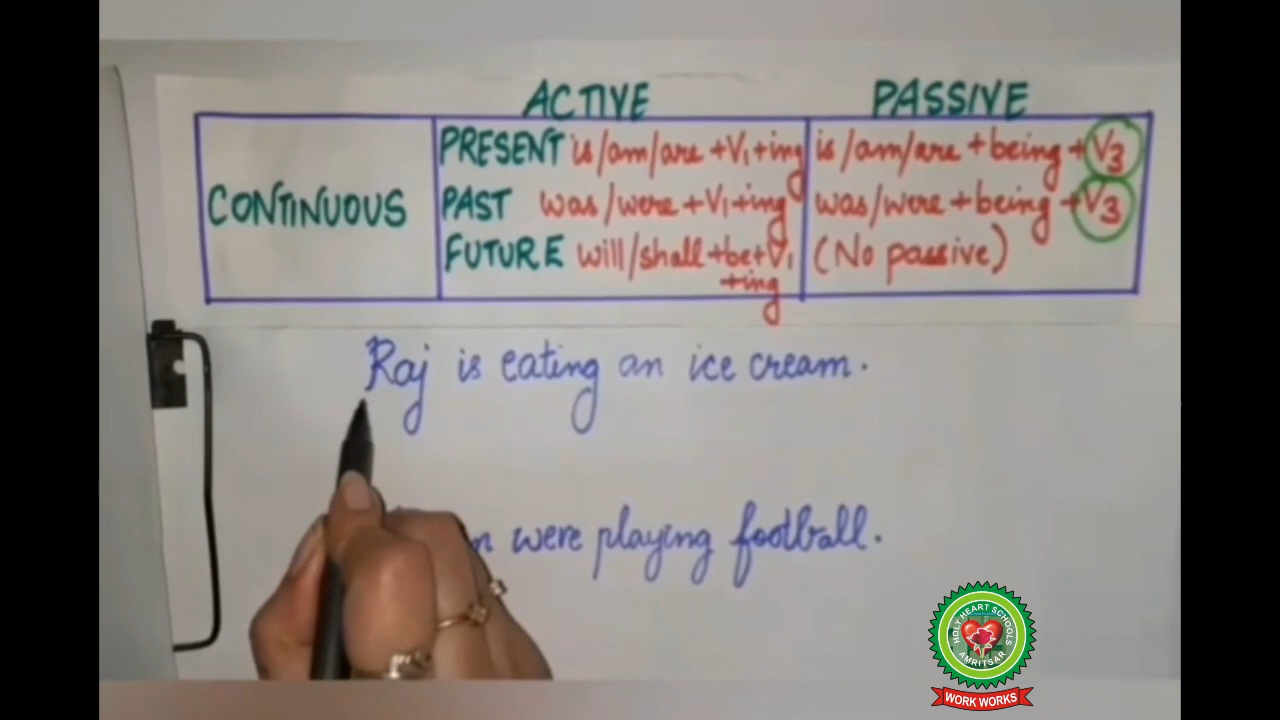 ACTIVE PASSIVE
CONTINUOUS
PRESENT is/am/are +V1+ing is/am/are +being +V3
PAST was/were +V1+ing was/were +being +V3
FUTURE will/shall +be+V1 (No passive)
+ing
Raj is eating an ice cream.
were playing football.
HOLY HEART SCHOOLS
AMRITSAR
WORK WORKS